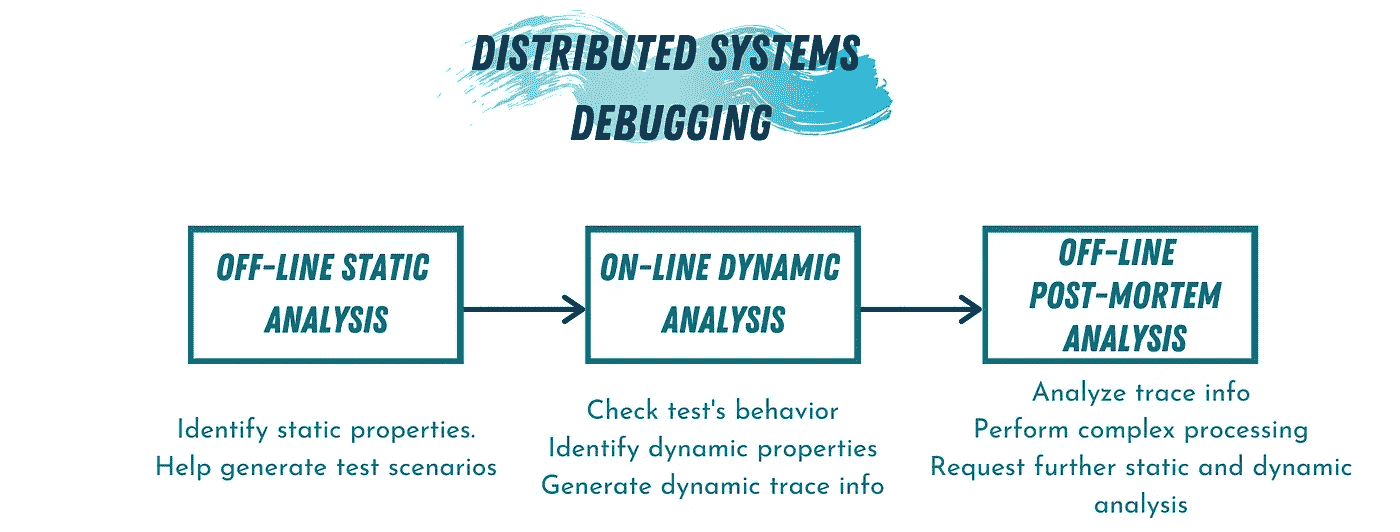 DISTRIBUTED SYSTEMS
DEBUGGING
OFF-LINE STATIC
ANALYSIS
Identify static properties.
Help generate test scenarios
ON-LINE DYNAMIC
ANALYSIS
Check test's behavior
Identify dynamic properties
Generate dynamic trace info
OFF-LINE
POST-MORTEM
ANALYSIS
Analyze trace info
Perform complex processing
Request further static and dynamic
analysis